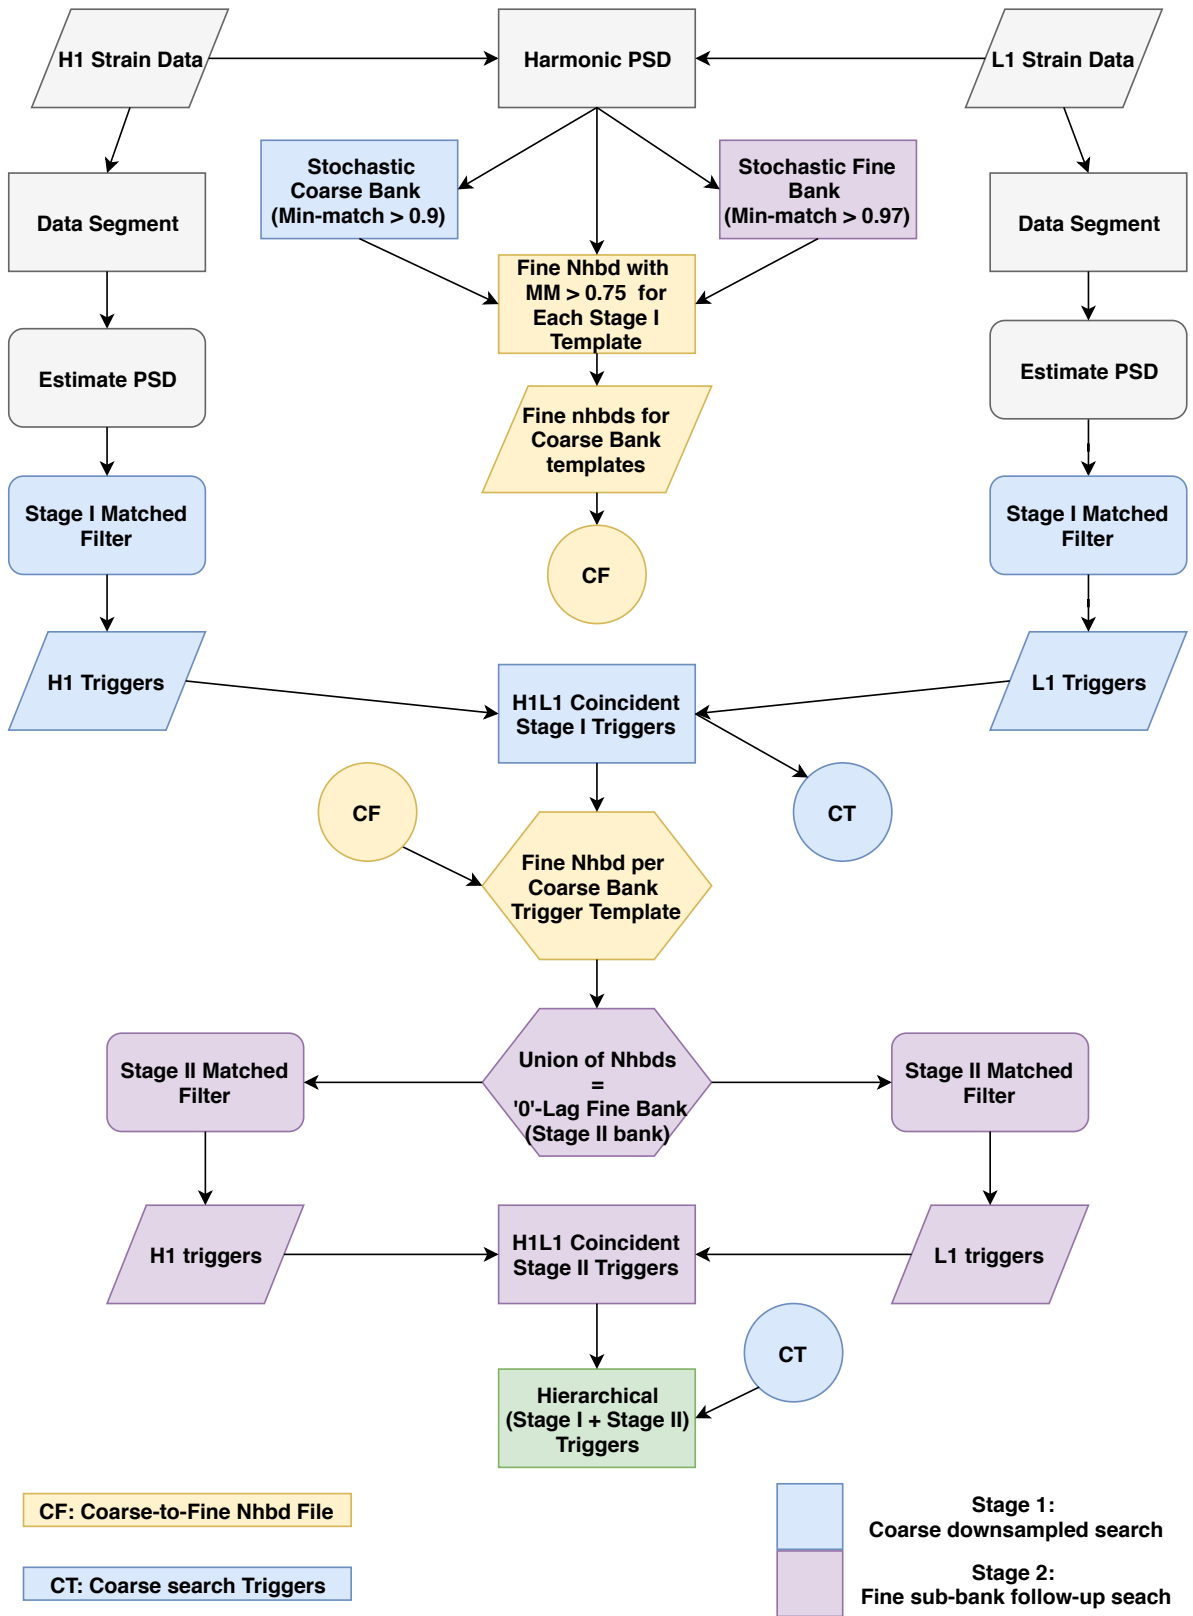 H1 Strain Data
Harmonic PSD
L1 Strain Data
Stochastic
Coarse Bank
(Min-match > 0.9)
Stochastic Fine
Bank
(Min-match > 0.97)
Data Segment
Data Segment
Fine Nhbd with
MM > 0.75 for
Each Stage I
Template
Estimate PSD
Estimate PSD
Fine nhbds for
Coarse Bank
templates
Stage I Matched
Filter
Stage I Matched
Filter
CF
H1 Triggers
H1L1 Coincident
Stage I Triggers
L1 Triggers
CF
CT
Fine Nhbd per
Coarse Bank
Trigger Template
Stage II Matched
Filter
Union of Nhbds
=
'0'-Lag Fine Bank
(Stage II bank)
Stage II Matched
Filter
H1 triggers
H1L1 Coincident
Stage II Triggers
L1 triggers
CT
Hierarchical
(Stage I + Stage II)
Triggers
CF: Coarse-to-Fine Nhbd File
CT: Coarse search Triggers
Stage 1:
Coarse downsampled search
Stage 2:
Fine sub-bank follow-up seach